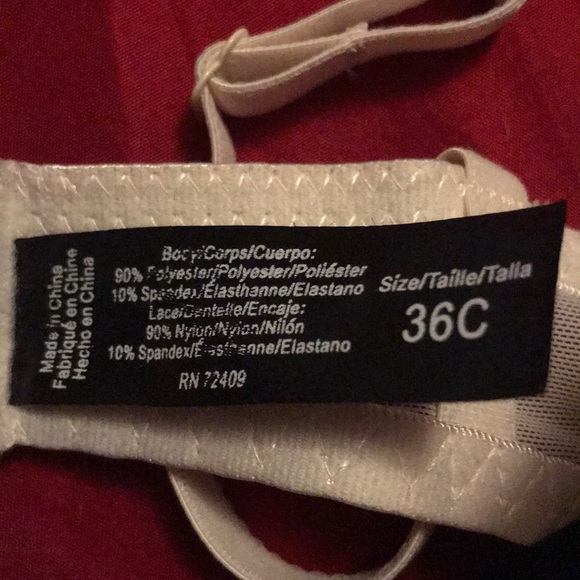 Made in China
Fabriqué en Chine
Hecho en China
Body/Corps/Cuerpo:
90% Polyester/Polyester/Poliéster
10% Spandex/Élasthanne/Elastano
Lace/Dentelle/Encaje:
90% Nylon/Nylon/Nilón
10% Spandex/Élasthanne/Elastano
RN 72409
Size/Taille/Talla
36C